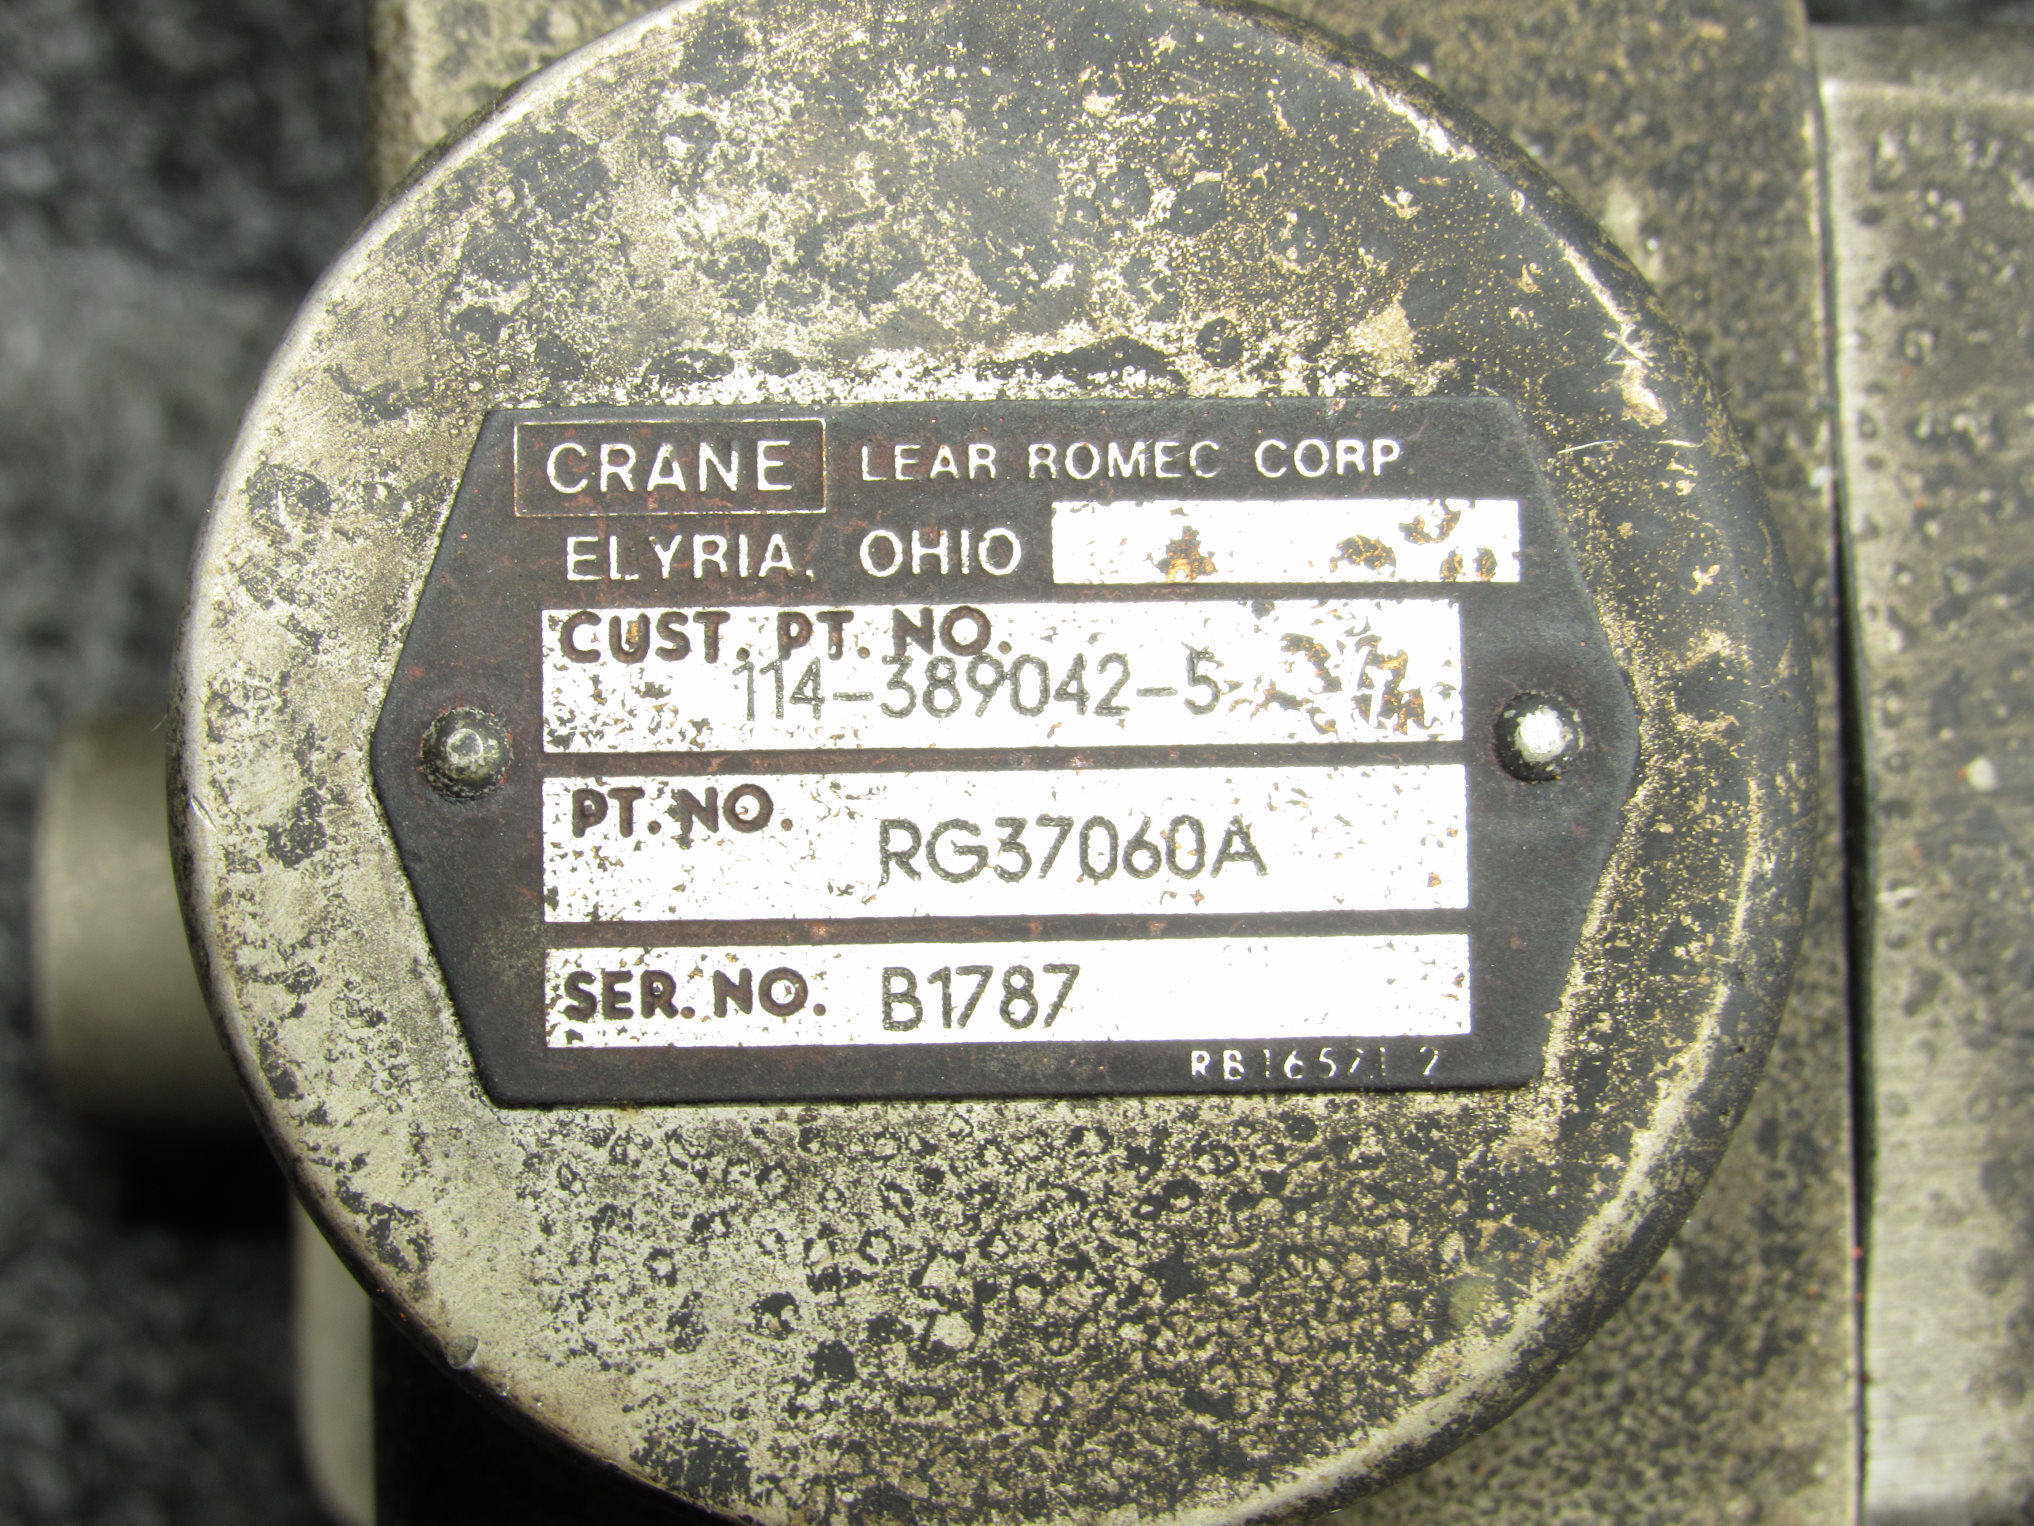 CRANE LEAR ROMEC CORP.
ELYRIA, OHIO
CUST. PT. NO.
114-389042-5
PT. NO. RG37060A
SER. NO. B1787